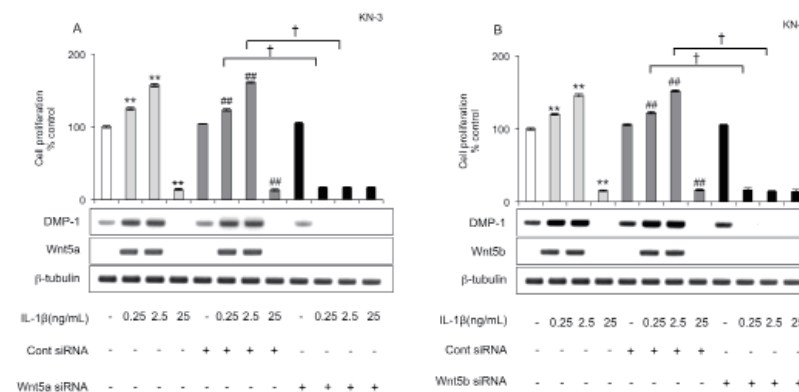 A
KN-3
†
†
200
100
0
Cell proliferation
% control
**
**
**
##
##
##
DMP-1
Wnt5a
β-tubulin
IL-1β(ng/mL) - 0.25 2.5 25 - 0.25 2.5 25 - 0.25 2.5 25
Cont siRNA - - - - + + + + - - - -
Wnt5a siRNA - - - - - - - - + + + +
B
KN-
†
†
200
100
0
Cell proliferation
% control
**
**
**
##
##
##
DMP-1
Wnt5b
β-tubulin
IL-1β(ng/mL) - 0.25 2.5 25 - 0.25 2.5 25 - 0.25 2.5 25
Cont siRNA - - - - + + + + - - - -
Wnt5b siRNA - - - - - - - - + + + +